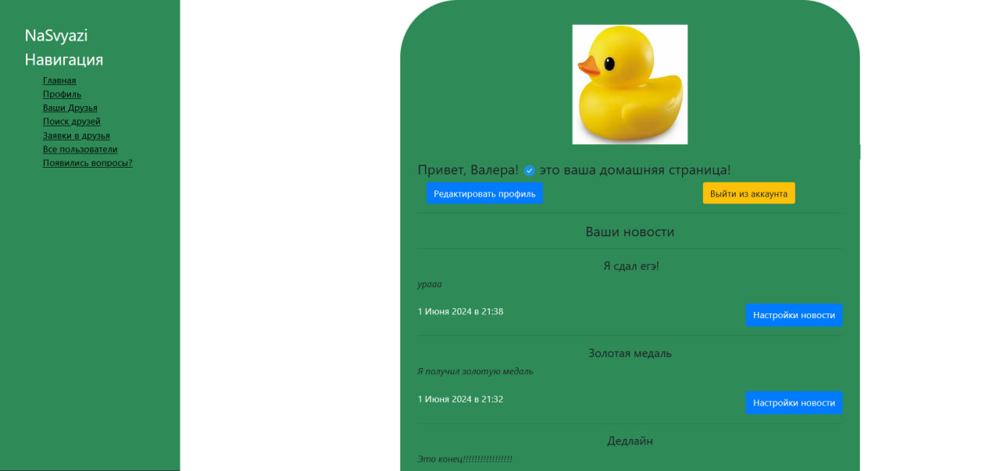 NaSvyazi
Навигация
Главная
Профиль
Ваши Друзья
Поиск друзей
Заявки в друзья
Все пользователи
Появились вопросы?
Привет, Валера! это ваша домашняя страница!
Редактировать профиль
Выйти из аккаунта
Ваши новости
Я сдал егэ!
урааа
1 Июня 2024 в 21:38
Настройки новости
Золотая медаль
Я получил золотую медаль
1 Июня 2024 в 21:32
Настройки новости
Дедлайн
Это конец!!!!!!!!!!!!!!!!!